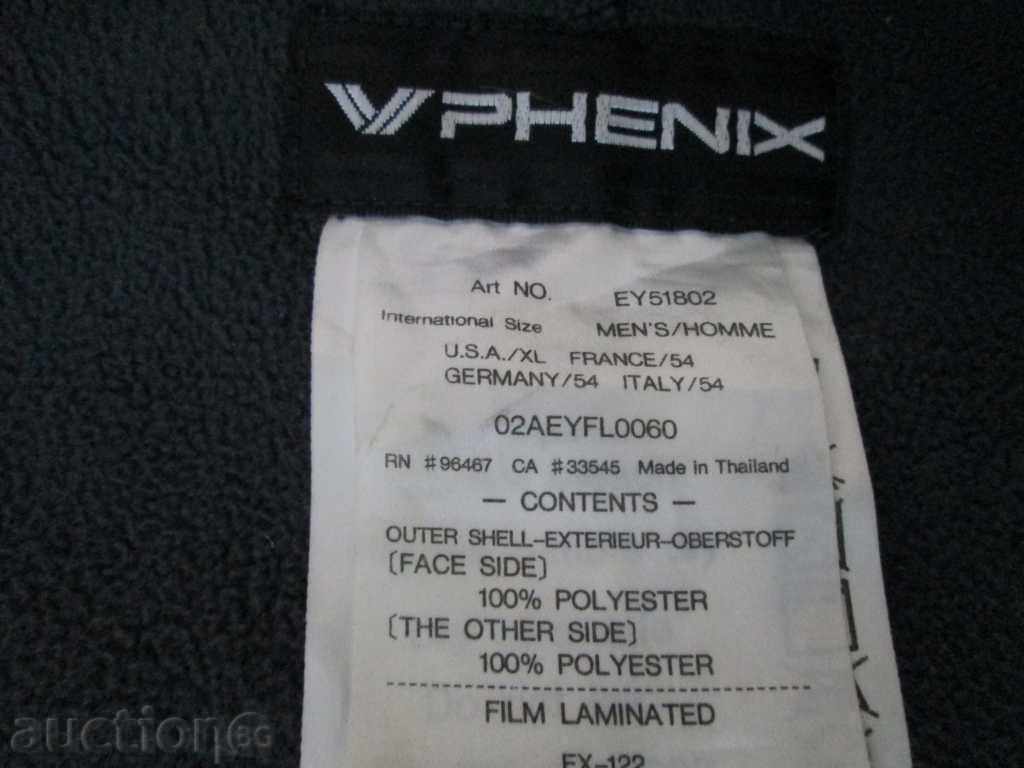 PHENIX
Art NO. EY51802
International Size MEN'S/HOMME
U.S.A./XL FRANCE/54
GERMANY/54 ITALY/54
02AEYFL0060
RN #96467 CA #33545 Made in Thailand
— CONTENTS —
OUTER SHELL-EXTERIEUR-OBERSTOFF
(FACE SIDE)
100% POLYESTER
(THE OTHER SIDE)
100% POLYESTER
FILM LAMINATED
FX-122
auction BG